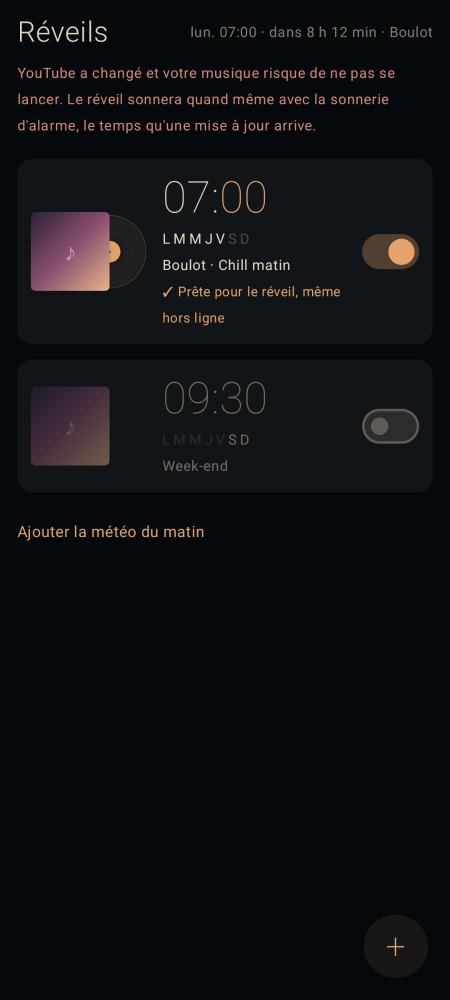 Réveils
lun. 07:00 · dans 8 h 12 min · Boulot
YouTube a changé et votre musique risque de ne pas se
lancer. Le réveil sonnera quand même avec la sonnerie
d'alarme, le temps qu'une mise à jour arrive.
07:00
♪
L M M J V S D
Boulot · Chill matin
✓ Prête pour le réveil, même
hors ligne
09:30
♪
L M M J V S D
Week-end
Ajouter la météo du matin
+